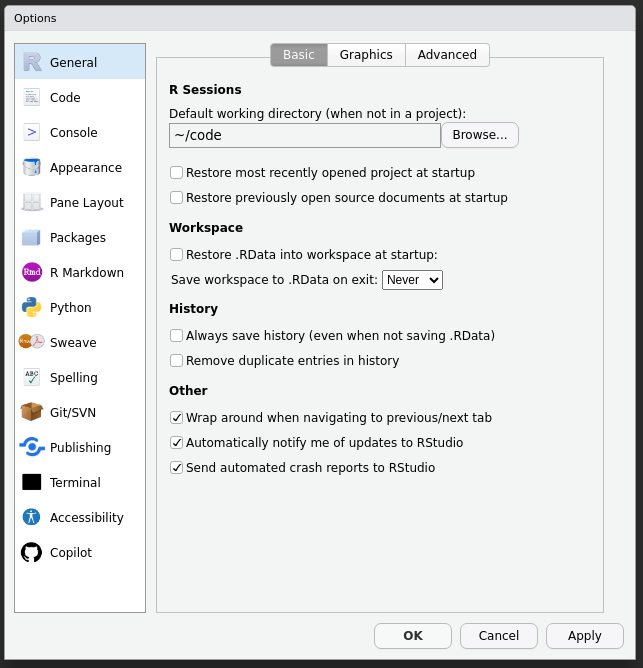 Options
General
Code
Console
Appearance
Pane Layout
Packages
Rmd R Markdown
Python
Sweave
ABC Spelling
Git/SVN
Publishing
Terminal
Accessibility
Copilot
Basic Graphics Advanced
R Sessions
Default working directory (when not in a project):
~/code Browse...
Restore most recently opened project at startup
Restore previously open source documents at startup
Workspace
Restore .RData into workspace at startup:
Save workspace to .RData on exit: Never
History
Always save history (even when not saving .RData)
Remove duplicate entries in history
Other
Wrap around when navigating to previous/next tab
Automatically notify me of updates to RStudio
Send automated crash reports to RStudio
OK Cancel Apply